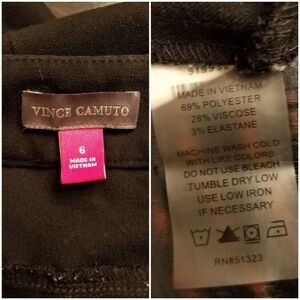 VINCE CAMUTO
6
MADE IN
VIETNAM
MADE IN VIETNAM
69% POLYESTER
28% VISCOSE
3% ELASTANE
MACHINE WASH COLD
WITH LIKE COLORS
DO NOT USE BLEACH
TUMBLE DRY LOW
USE LOW IRON
IF NECESSARY
RN#51323